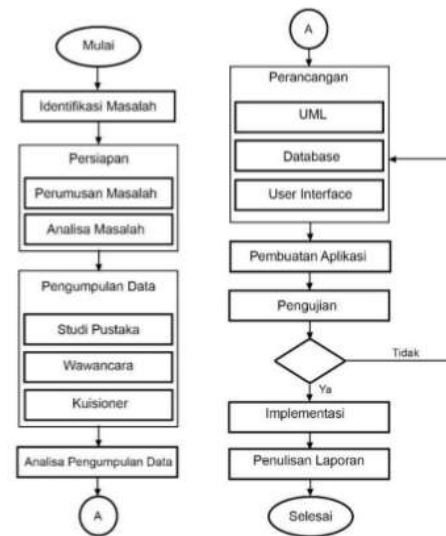 Mulai
Identifikasi Masalah
Persiapan
Perumusan Masalah
Analisa Masalah
Pengumpulan Data
Studi Pustaka
Wawancara
Kuisioner
Analisa Pengumpulan Data
A
A
Perancangan
UML
Database
User Interface
Pembuatan Aplikasi
Pengujian
Tidak
Ya
Implementasi
Penulisan Laporan
Selesai